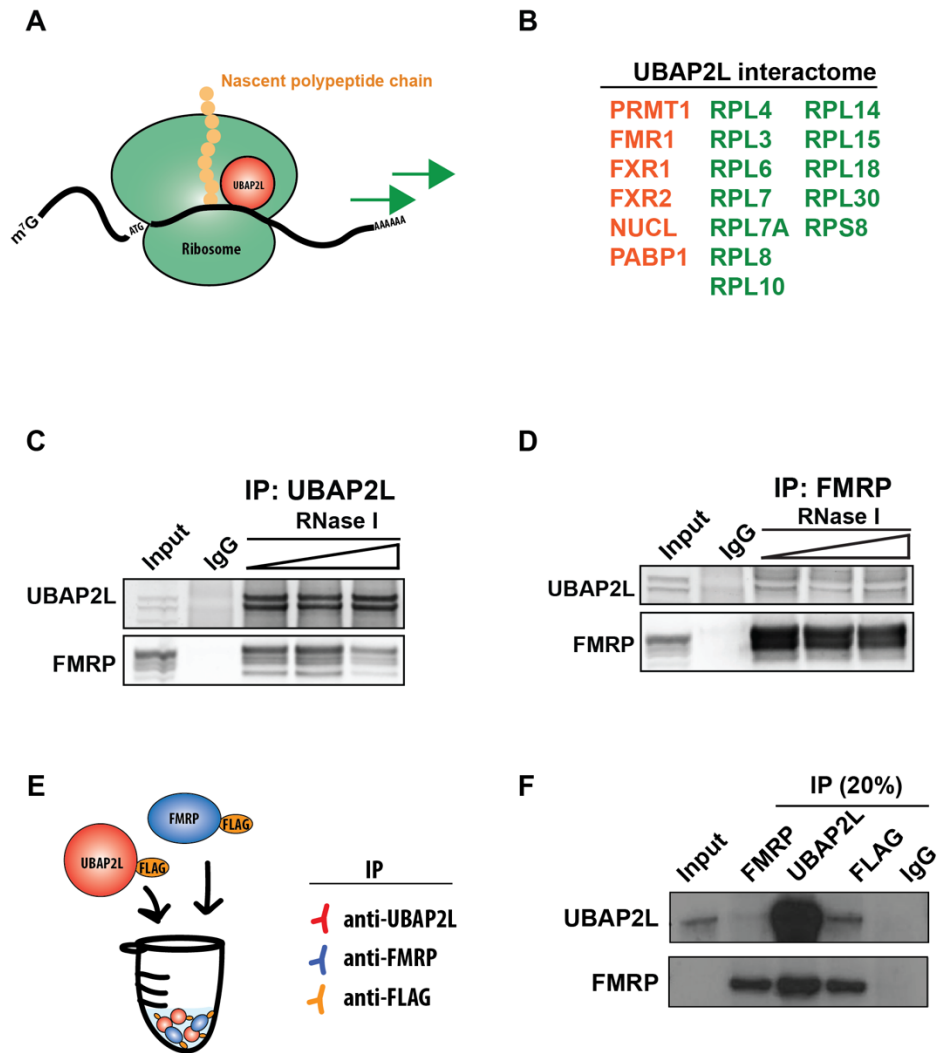 A
Nascent polypeptide chain
UBAP2L
m⁷G
ATG
AAAAAA
Ribosome
B
UBAP2L interactome
PRMT1 RPL4 RPL14
FMR1 RPL3 RPL15
FXR1 RPL6 RPL18
FXR2 RPL7 RPL30
NUCL RPL7A RPS8
PABP1 RPL8
RPL10
C
IP: UBAP2L
RNase I
Input IgG
UBAP2L
FMRP
D
IP: FMRP
RNase I
Input IgG
UBAP2L
FMRP
E
FMRP FLAG
UBAP2L FLAG
IP
anti-UBAP2L
anti-FMRP
anti-FLAG
F
IP (20%)
Input FMRP UBAP2L FLAG IgG
UBAP2L
FMRP